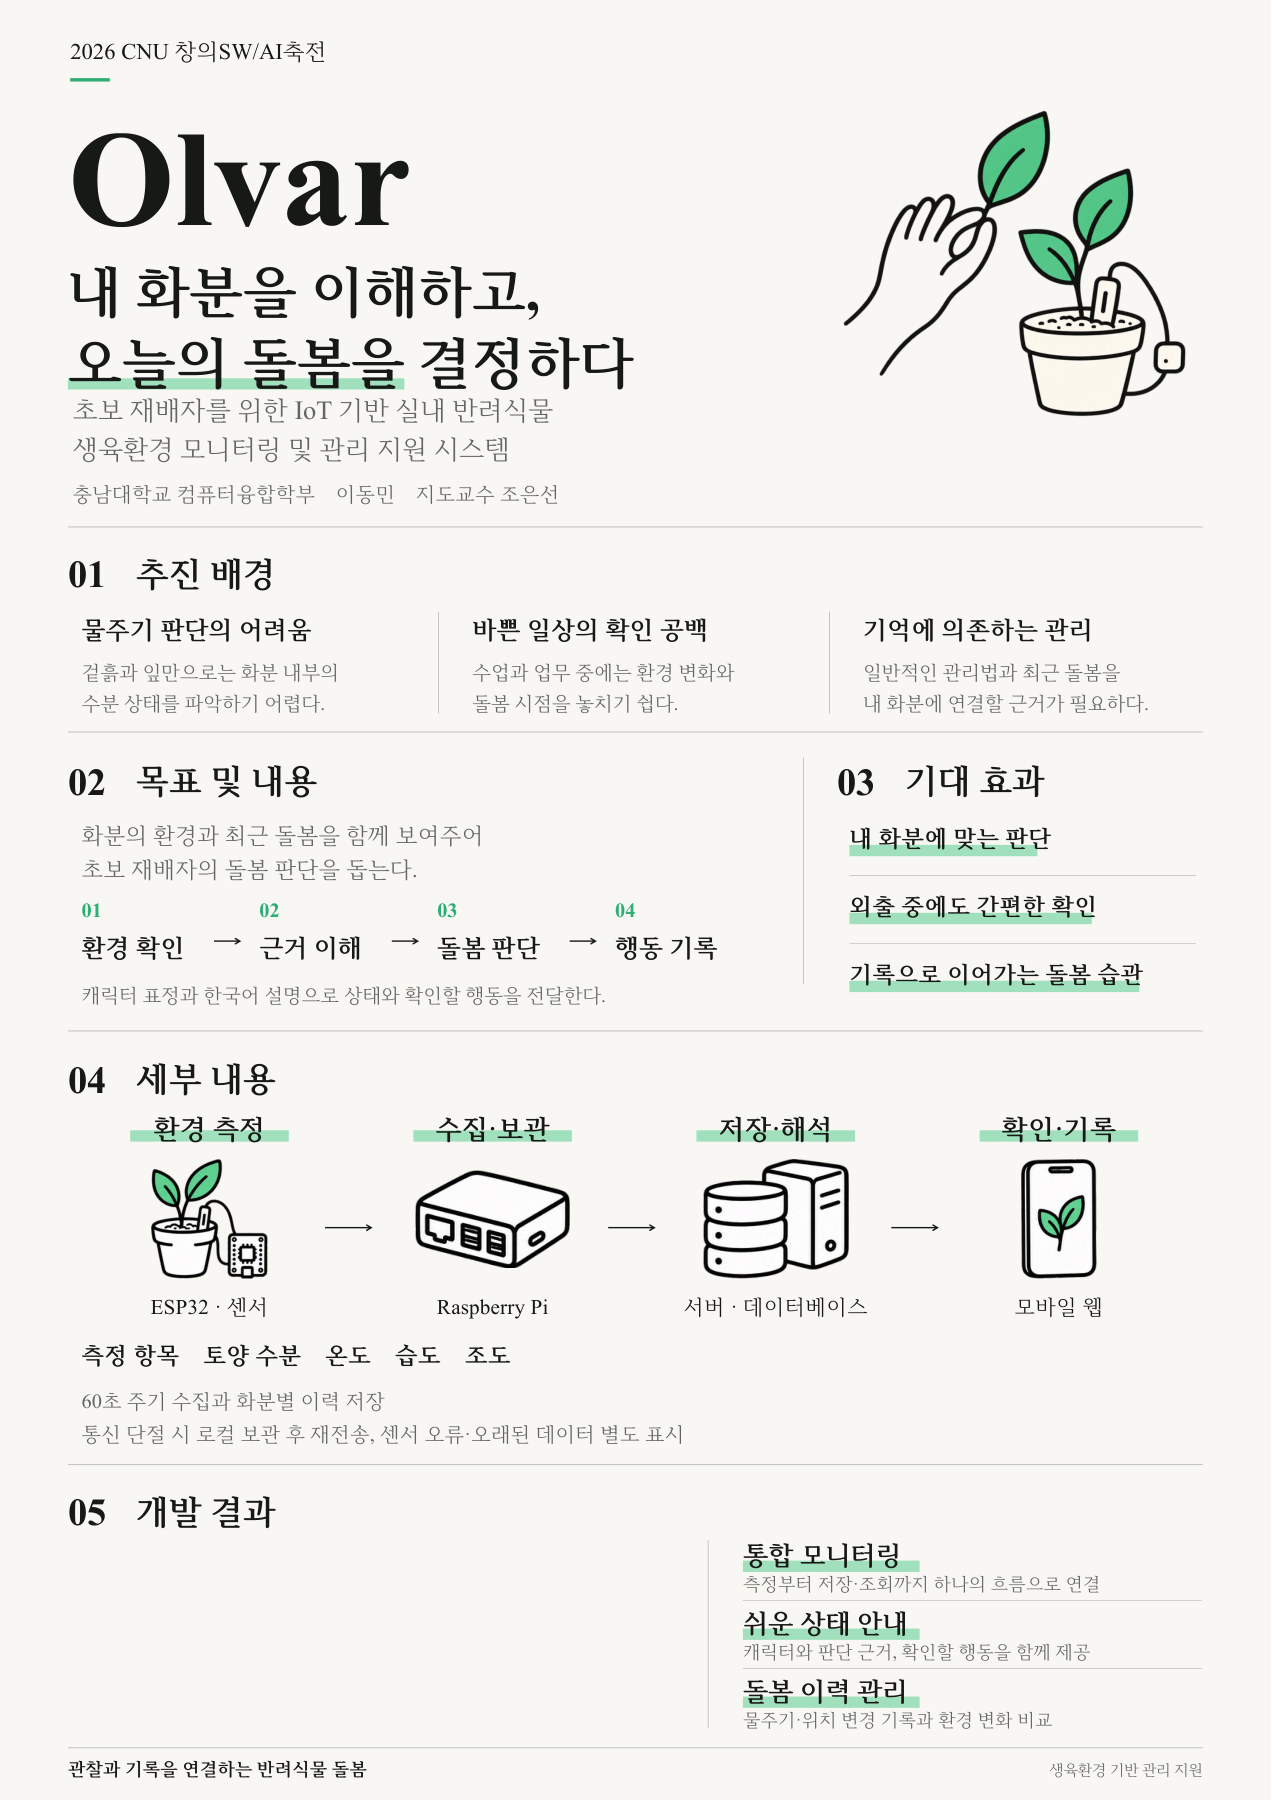 2026 CNU 창의SW/AI축전
Olvar
내 화분을 이해하고,
오늘의 돌봄을 결정하다
초보 재배자를 위한 IoT 기반 실내 반려식물
생육환경 모니터링 및 관리 지원 시스템
충남대학교 컴퓨터융합학부 이동민 지도교수 조은선
01 추진 배경
물주기 판단의 어려움
겉흙과 잎만으로는 화분 내부의
수분 상태를 파악하기 어렵다.
바쁜 일상의 확인 공백
수업과 업무 중에는 환경 변화와
돌봄 시점을 놓치기 쉽다.
기억에 의존하는 관리
일반적인 관리법과 최근 돌봄을
내 화분에 연결할 근거가 필요하다.
02 목표 및 내용
화분의 환경과 최근 돌봄을 함께 보여주어
초보 재배자의 돌봄 판단을 돕는다.
01 02 03 04
환경 확인 → 근거 이해 → 돌봄 판단 → 행동 기록
캐릭터 표정과 한국어 설명으로 상태와 확인할 행동을 전달한다.
03 기대 효과
내 화분에 맞는 판단
외출 중에도 간편한 확인
기록으로 이어가는 돌봄 습관
04 세부 내용
환경 측정 수집·보관 저장·해석 확인·기록
ESP32 · 센서 Raspberry Pi 서버 · 데이터베이스 모바일 웹
측정 항목 토양 수분 온도 습도 조도
60초 주기 수집과 화분별 이력 저장
통신 단절 시 로컬 보관 후 재전송, 센서 오류·오래된 데이터 별도 표시
05 개발 결과
통합 모니터링
측정부터 저장·조회까지 하나의 흐름으로 연결
쉬운 상태 안내
캐릭터와 판단 근거, 확인할 행동을 함께 제공
돌봄 이력 관리
물주기·위치 변경 기록과 환경 변화 비교
관찰과 기록을 연결하는 반려식물 돌봄
생육환경 기반 관리 지원